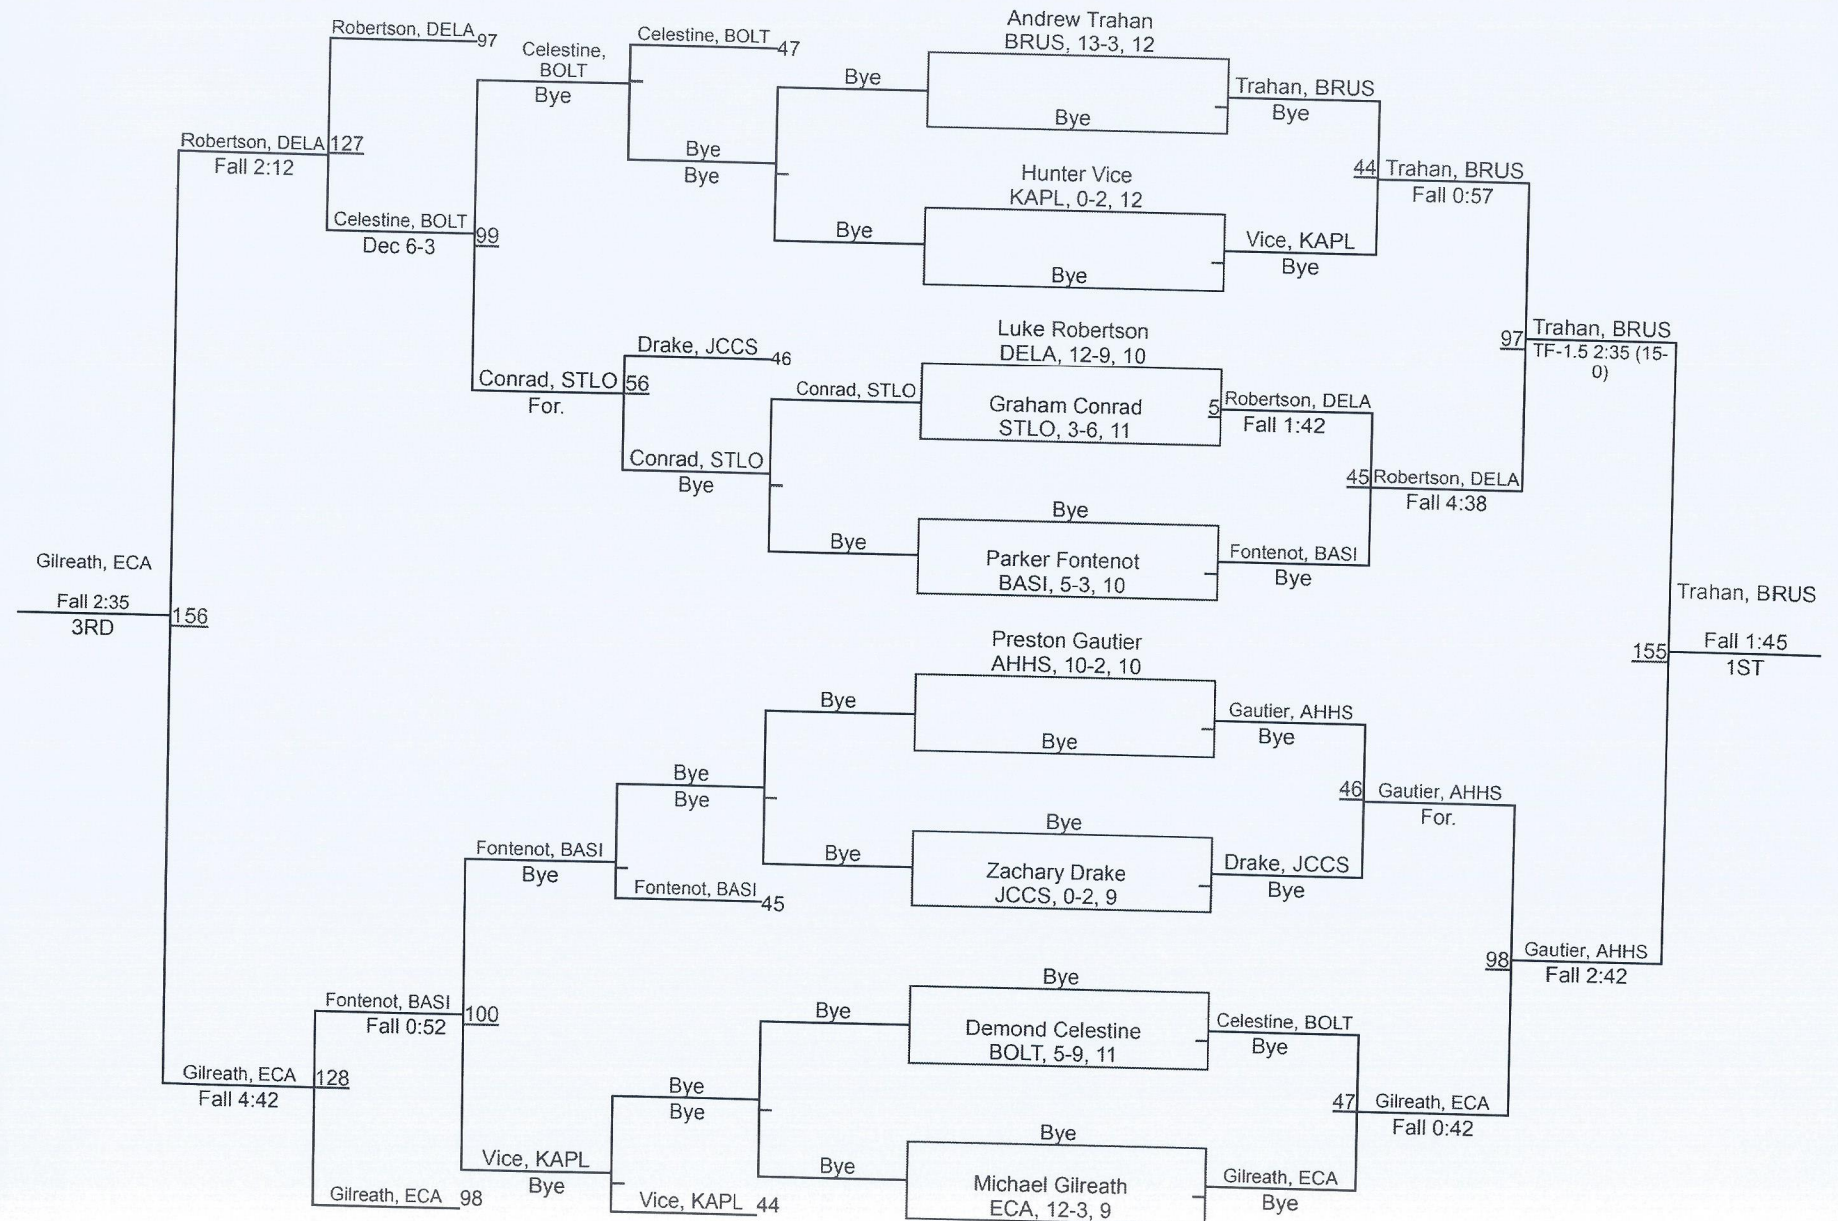 Andrew Trahan
BRUS, 13-3, 12
Robertson, DELA 97
Celestine, BOLT 47
Celestine,
BOLT
Bye
Bye
Trahan, BRUS
Bye
Bye
Robertson, DELA 127
Fall 2:12
Bye
Bye
Hunter Vice
KAPL, 0-2, 12
44 Trahan, BRUS
Fall 0:57
Celestine, BOLT
Dec 6-3
99
Bye
Vice, KAPL
Bye
Bye
Luke Robertson
DELA, 12-9, 10
97 Trahan, BRUS
TF-1.5 2:35 (15-
0)
Drake, JCCS 46
Conrad, STLO 56
For.
Conrad, STLO
Graham Conrad
STLO, 3-6, 11
5 Robertson, DELA
Fall 1:42
Conrad, STLO
Bye
45 Robertson, DELA
Fall 4:38
Bye
Bye
Parker Fontenot
BASI, 5-3, 10
Fontenot, BASI
Bye
Gilreath, ECA
Fall 2:35
3RD
156
Trahan, BRUS
155
Fall 1:45
1ST
Preston Gautier
AHHS, 10-2, 10
Bye
Bye
Gautier, AHHS
Bye
Bye
Bye
46 Gautier, AHHS
For.
Bye
Fontenot, BASI
Bye
Bye
Zachary Drake
JCCS, 0-2, 9
Drake, JCCS
Bye
Fontenot, BASI 45
98 Gautier, AHHS
Fall 2:42
Bye
Fontenot, BASI
Fall 0:52
100
Bye
Demond Celestine
BOLT, 5-9, 11
Celestine, BOLT
Bye
Gilreath, ECA 128
Fall 4:42
Bye
Bye
47 Gilreath, ECA
Fall 0:42
Bye
Vice, KAPL
Bye
Bye
Michael Gilreath
ECA, 12-3, 9
Gilreath, ECA
Bye
Gilreath, ECA 98
Vice, KAPL 44